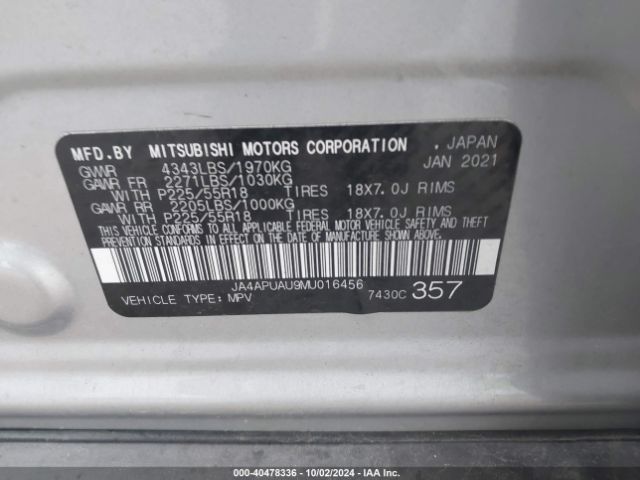 MFD.BY MITSUBISHI MOTORS CORPORATION . JAPAN
GVWR 4343LBS/1970KG JAN 2021
GAWR FR 2271LBS/1030KG
WITH P225/55R18 TIRES 18X7.0J RIMS
GAWR RR 2205LBS/1000KG
WITH P225/55R18 TIRES 18X7.0J RIMS
THIS VEHICLE CONFORMS TO ALL APPLICABLE FEDERAL MOTOR VEHICLE SAFETY AND THEFT
PREVENTION STANDARDS IN EFFECT ON THE DATE OF MANUFACTURE SHOWN ABOVE.
JA4APUAU9MU016456
VEHICLE TYPE: MPV 7430C 357
00-40478336 - 10/02/2024 - IAA Inc.